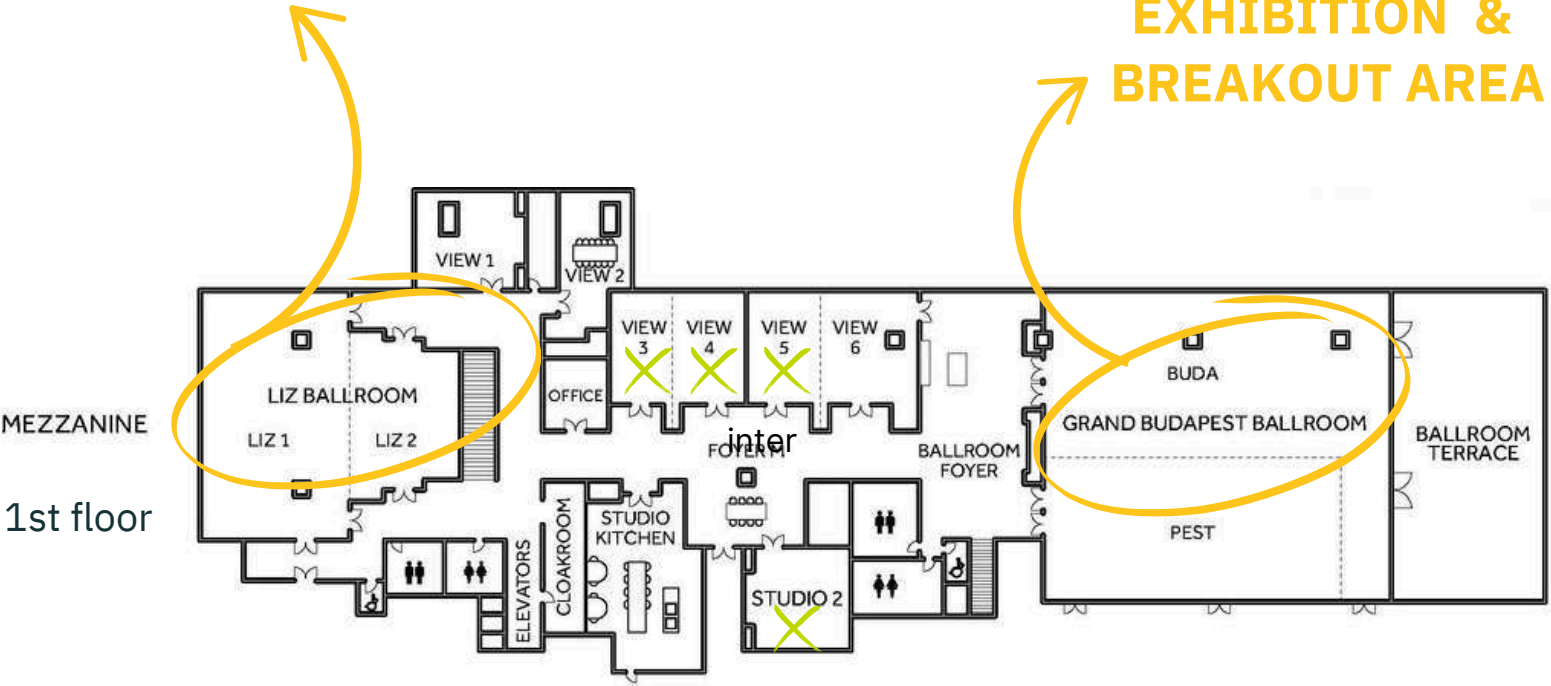 EXHIBITION &
BREAKOUT AREA
VIEW 1
VIEW 2
VIEW
3
VIEW
4
VIEW
5
VIEW
6
BUDA
LIZ BALLROOM
OFFICE
MEZZANINE
GRAND BUDAPEST BALLROOM
LIZ 1
LIZ 2
inter
FOYER M
BALLROOM
FOYER
BALLROOM
TERRACE
1st floor
STUDIO
KITCHEN
PEST
ELEVATORS
CLOAKROOM
STUDIO 2